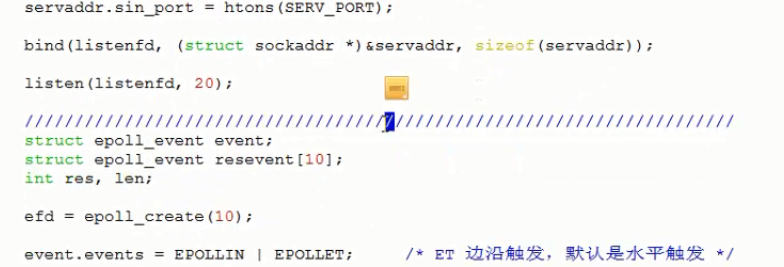 servaddr.sin_port = htons(SERV_PORT);
bind(listenfd, (struct sockaddr *)&servaddr, sizeof(servaddr));
listen(listenfd, 20);
///////////////////////////////////////////////////////////////////////
struct epoll_event event;
struct epoll_event resevent[10];
int res, len;
efd = epoll_create(10);
event.events = EPOLLIN | EPOLLET;     /* ET 边沿触发，默认是水平触发 */